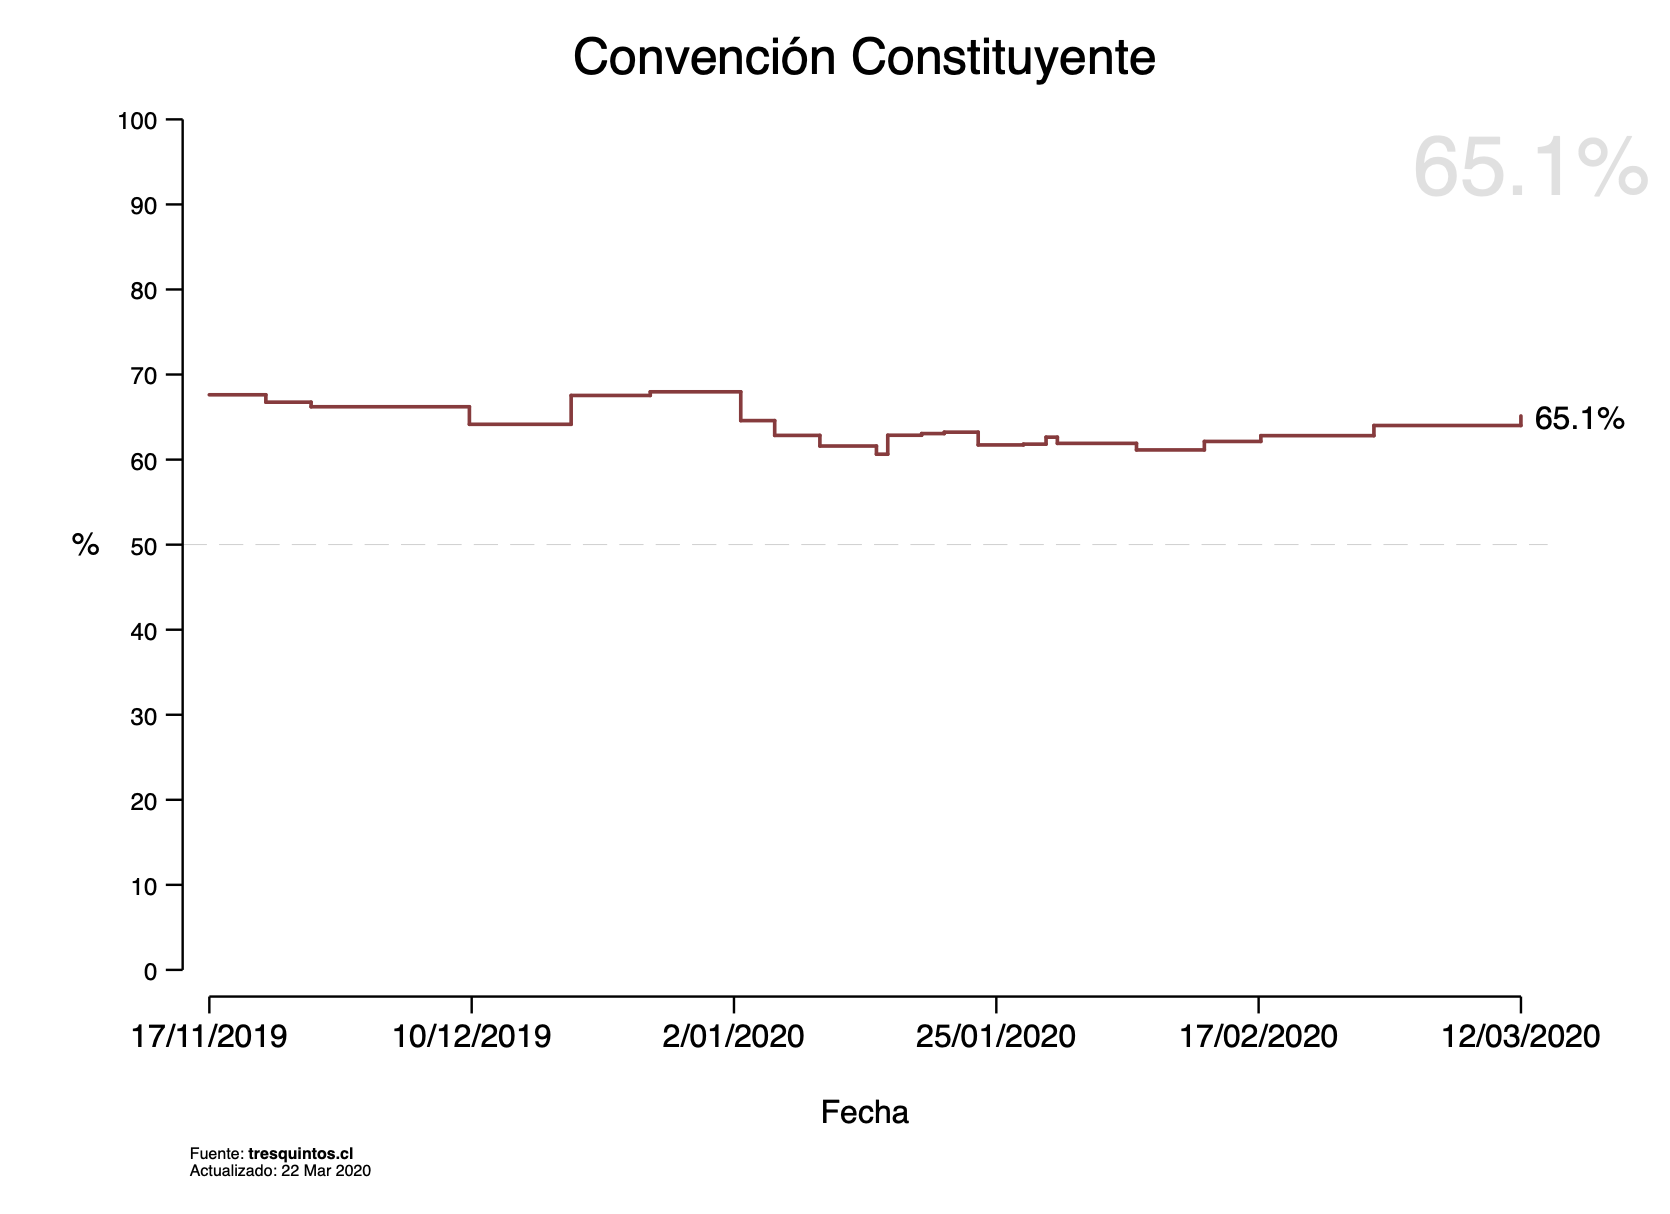 Convención Constituyente
65.1%
100
90
80
70
60
50
40
30
20
10
0
%
65.1%
17/11/2019 10/12/2019 2/01/2020 25/01/2020 17/02/2020 12/03/2020
Fecha
Fuente: tresquintos.cl
Actualizado: 22 Mar 2020